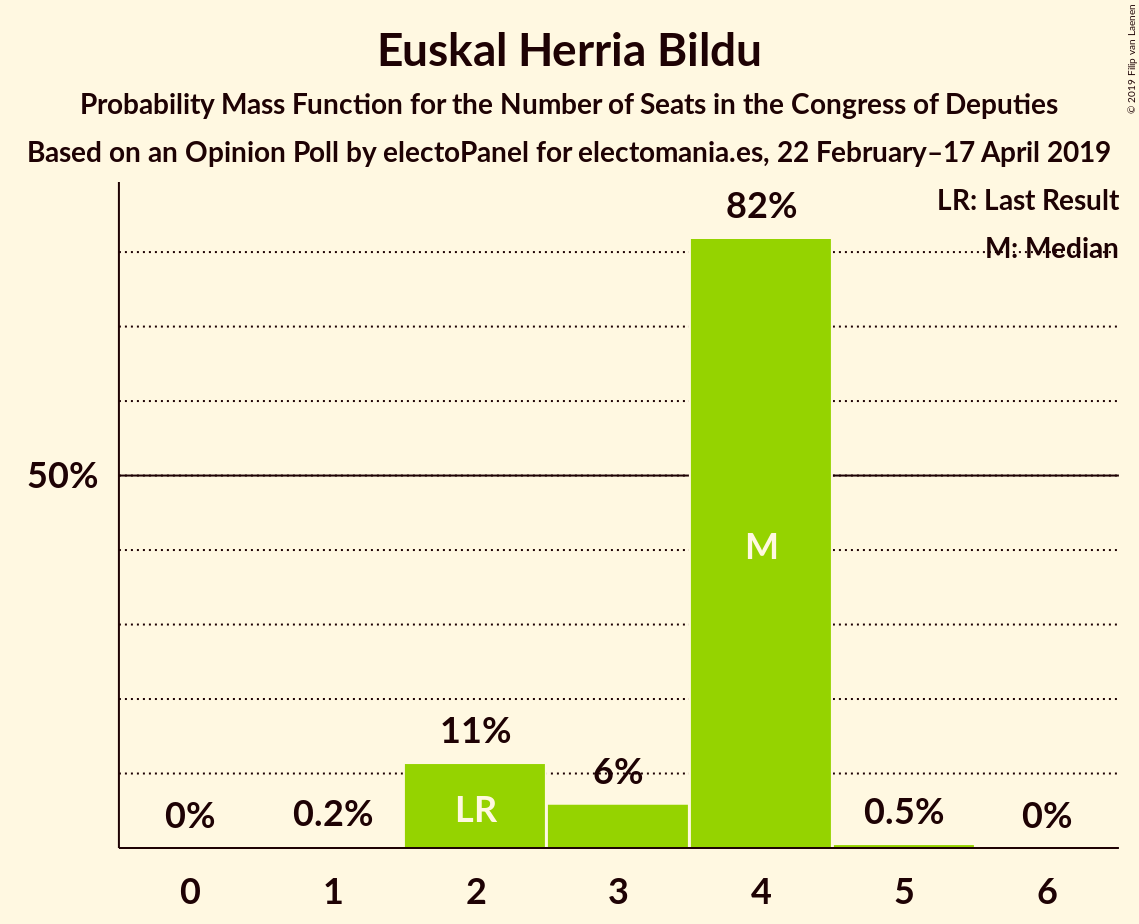 Euskal Herria Bildu
Probability Mass Function for the Number of Seats in the Congress of Deputies
Based on an Opinion Poll by electoPanel for electomania.es, 22 February–17 April 2019
© 2019 Filip van Laenen
LR: Last Result
M: Median
82%
50%
M
11%
6%
LR
0%
0.2%
0.5%
0%
0 1 2 3 4 5 6